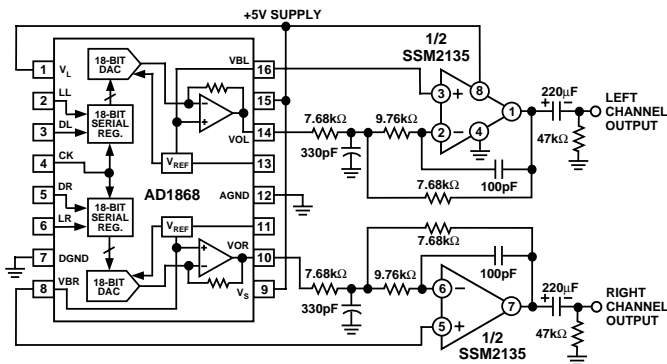 +5V SUPPLY
1
V_L
18-BIT
DAC
VBL
16
1/2
SSM2135
8
2
LL
18-BIT
SERIAL
REG.
15
3
+
1
220µF
+
−
LEFT
CHANNEL
OUTPUT
3
DL
−
+
VOL
14
7.68kΩ
9.76kΩ
2
−
4
47kΩ
4
CK
V_REF
13
330pF
100pF
7.68kΩ
AD1868
5
DR
18-BIT
SERIAL
REG.
AGND
12
6
LR
V_REF
11
7.68kΩ
7
DGND
+
−
VOR
10
7.68kΩ
9.76kΩ
100pF
6
−
7
220µF
+
−
RIGHT
CHANNEL
OUTPUT
8
VBR
18-BIT
DAC
V_S
9
330pF
5
+
47kΩ
1/2
SSM2135